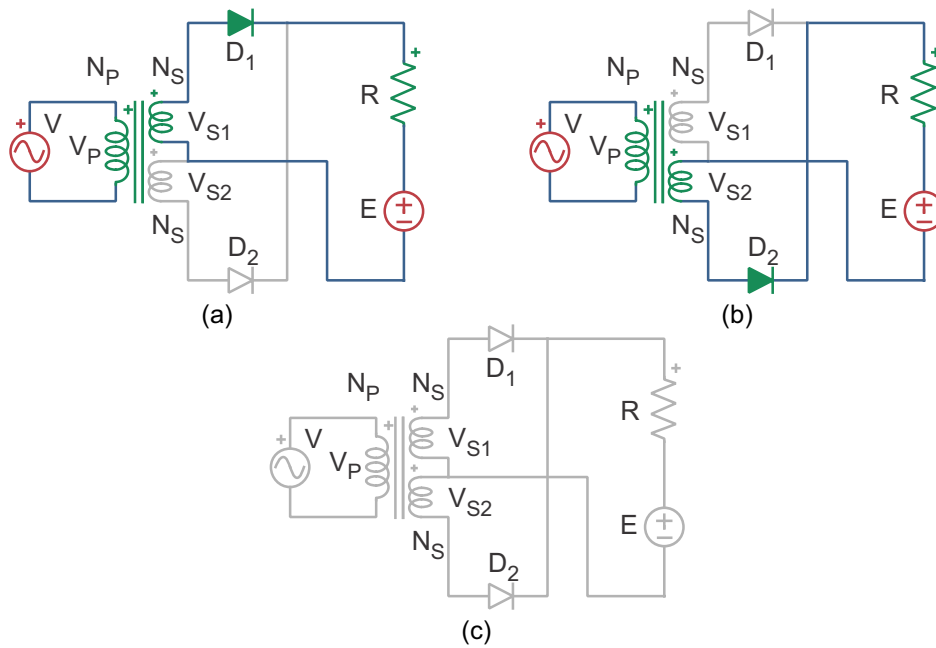 N_P N_S D_1 R
+ V V_P + + V_S1
+ V_S2 E
N_S D_2
(a)
N_P N_S D_1 R
+ V V_P + + V_S1
+ V_S2 E
N_S D_2
(b)
N_P N_S D_1 R
+ V V_P + + V_S1
+ V_S2 E
N_S D_2
(c)